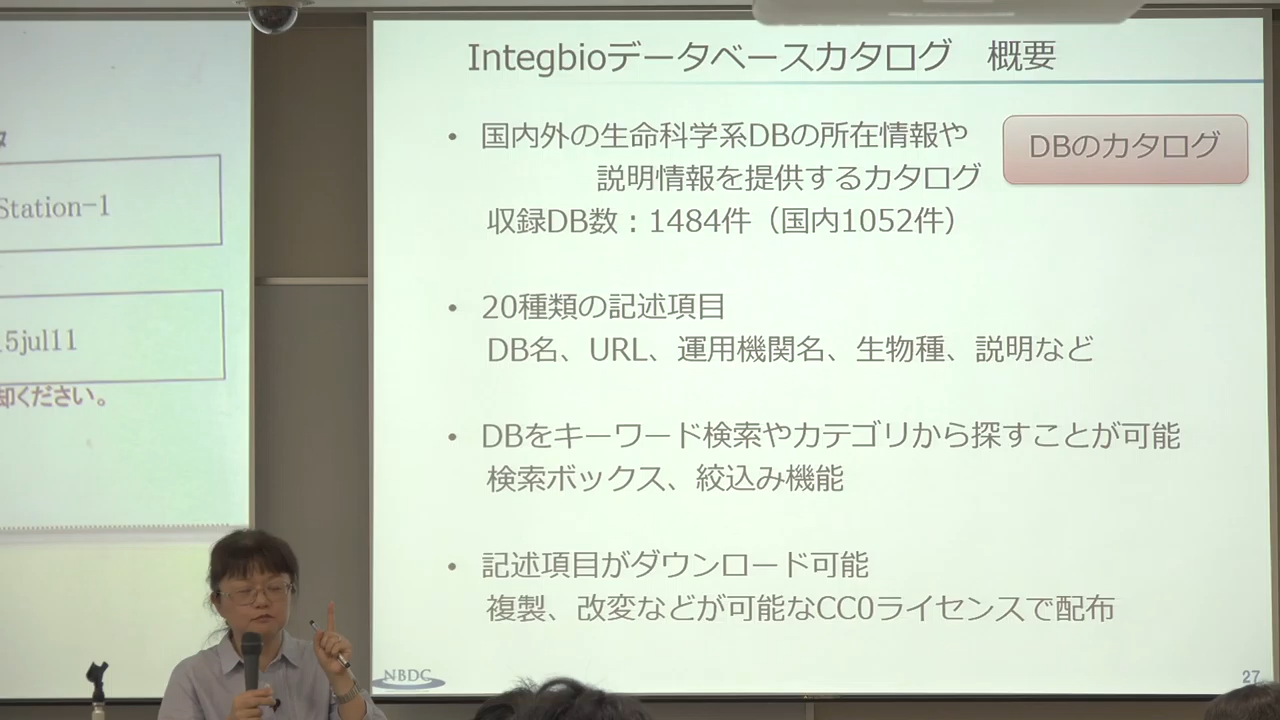 Station-1
5jul11
却ください。
Integbioデータベースカタログ　概要
・ 国内外の生命科学系DBの所在情報や
説明情報を提供するカタログ
DBのカタログ
収録DB数：1484件（国内1052件）
・ 20種類の記述項目
DB名、URL、運用機関名、生物種、説明など
・ DBをキーワード検索やカテゴリから探すことが可能
検索ボックス、絞込み機能
・ 記述項目がダウンロード可能
複製、改変などが可能なCC0ライセンスで配布
NBDC
27